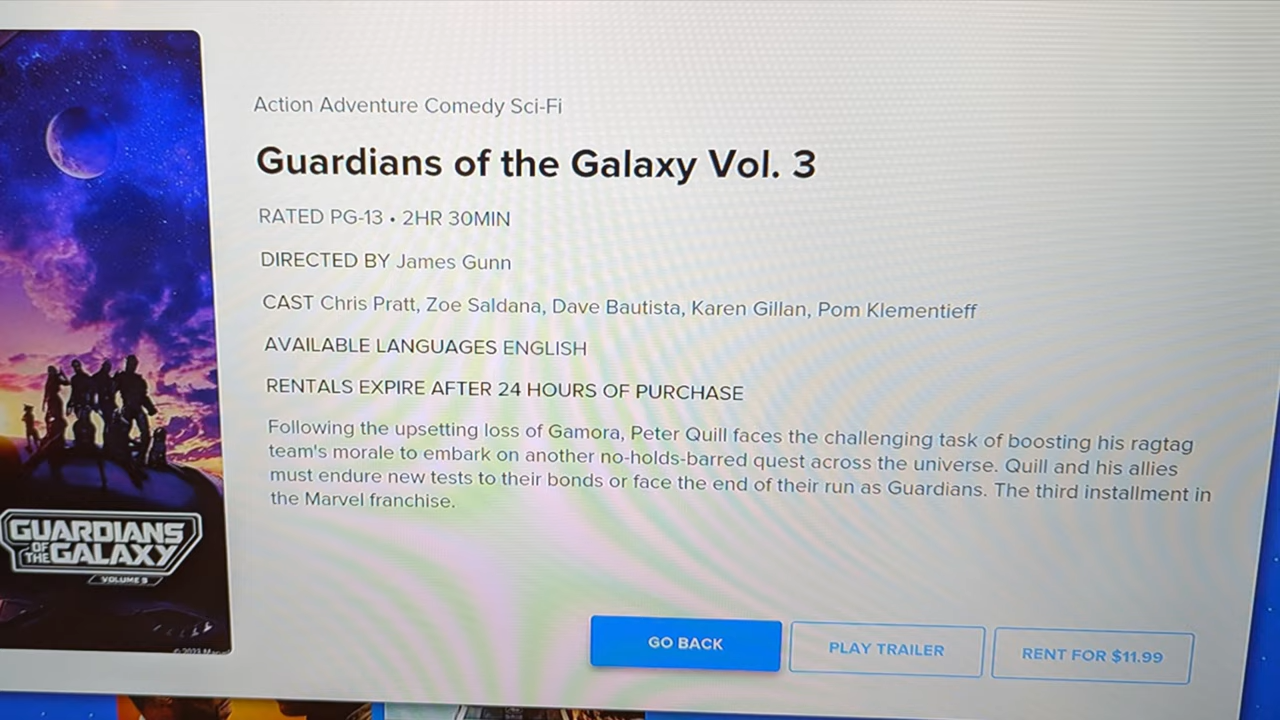 Action Adventure Comedy Sci-Fi
Guardians of the Galaxy Vol. 3
RATED PG-13 • 2HR 30MIN
DIRECTED BY James Gunn
CAST Chris Pratt, Zoe Saldana, Dave Bautista, Karen Gillan, Pom Klementieff
AVAILABLE LANGUAGES ENGLISH
RENTALS EXPIRE AFTER 24 HOURS OF PURCHASE
Following the upsetting loss of Gamora, Peter Quill faces the challenging task of boosting his ragtag
team's morale to embark on another no-holds-barred quest across the universe. Quill and his allies
must endure new tests to their bonds or face the end of their run as Guardians. The third installment in
the Marvel franchise.
GUARDIANS
OF
THE GALAXY
VOLUME 3
© 2023
GO BACK
PLAY TRAILER
RENT FOR $11.99